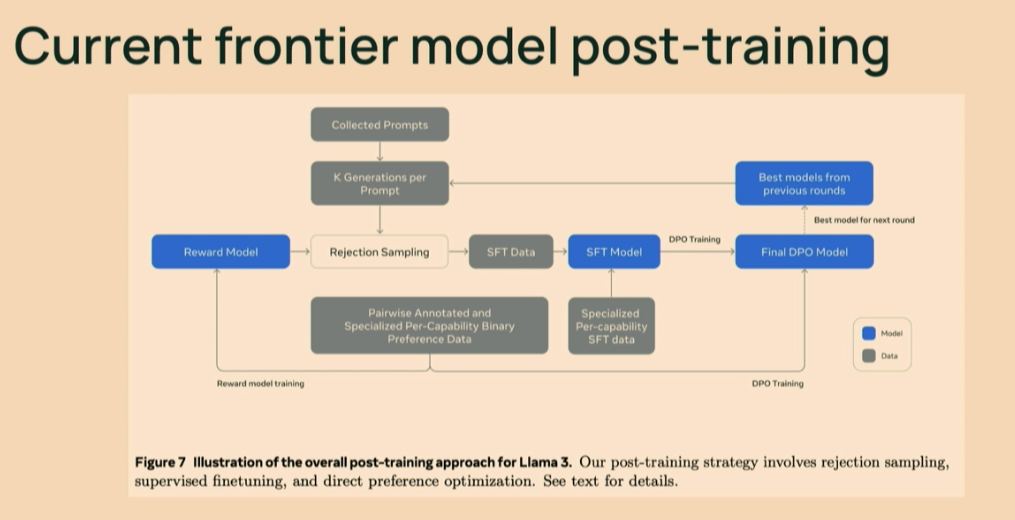 Current frontier model post-training
Collected Prompts
K Generations per
Prompt
Best models from
previous rounds
Best model for next round
Reward Model
Rejection Sampling
SFT Data
SFT Model
DPO Training
Final DPO Model
Pairwise Annotated and
Specialized Per-Capability Binary
Preference Data
Specialized
Per-capability
SFT data
Model
Data
Reward model training
DPO Training
Figure 7 Illustration of the overall post-training approach for Llama 3. Our post-training strategy involves rejection sampling,
supervised finetuning, and direct preference optimization. See text for details.